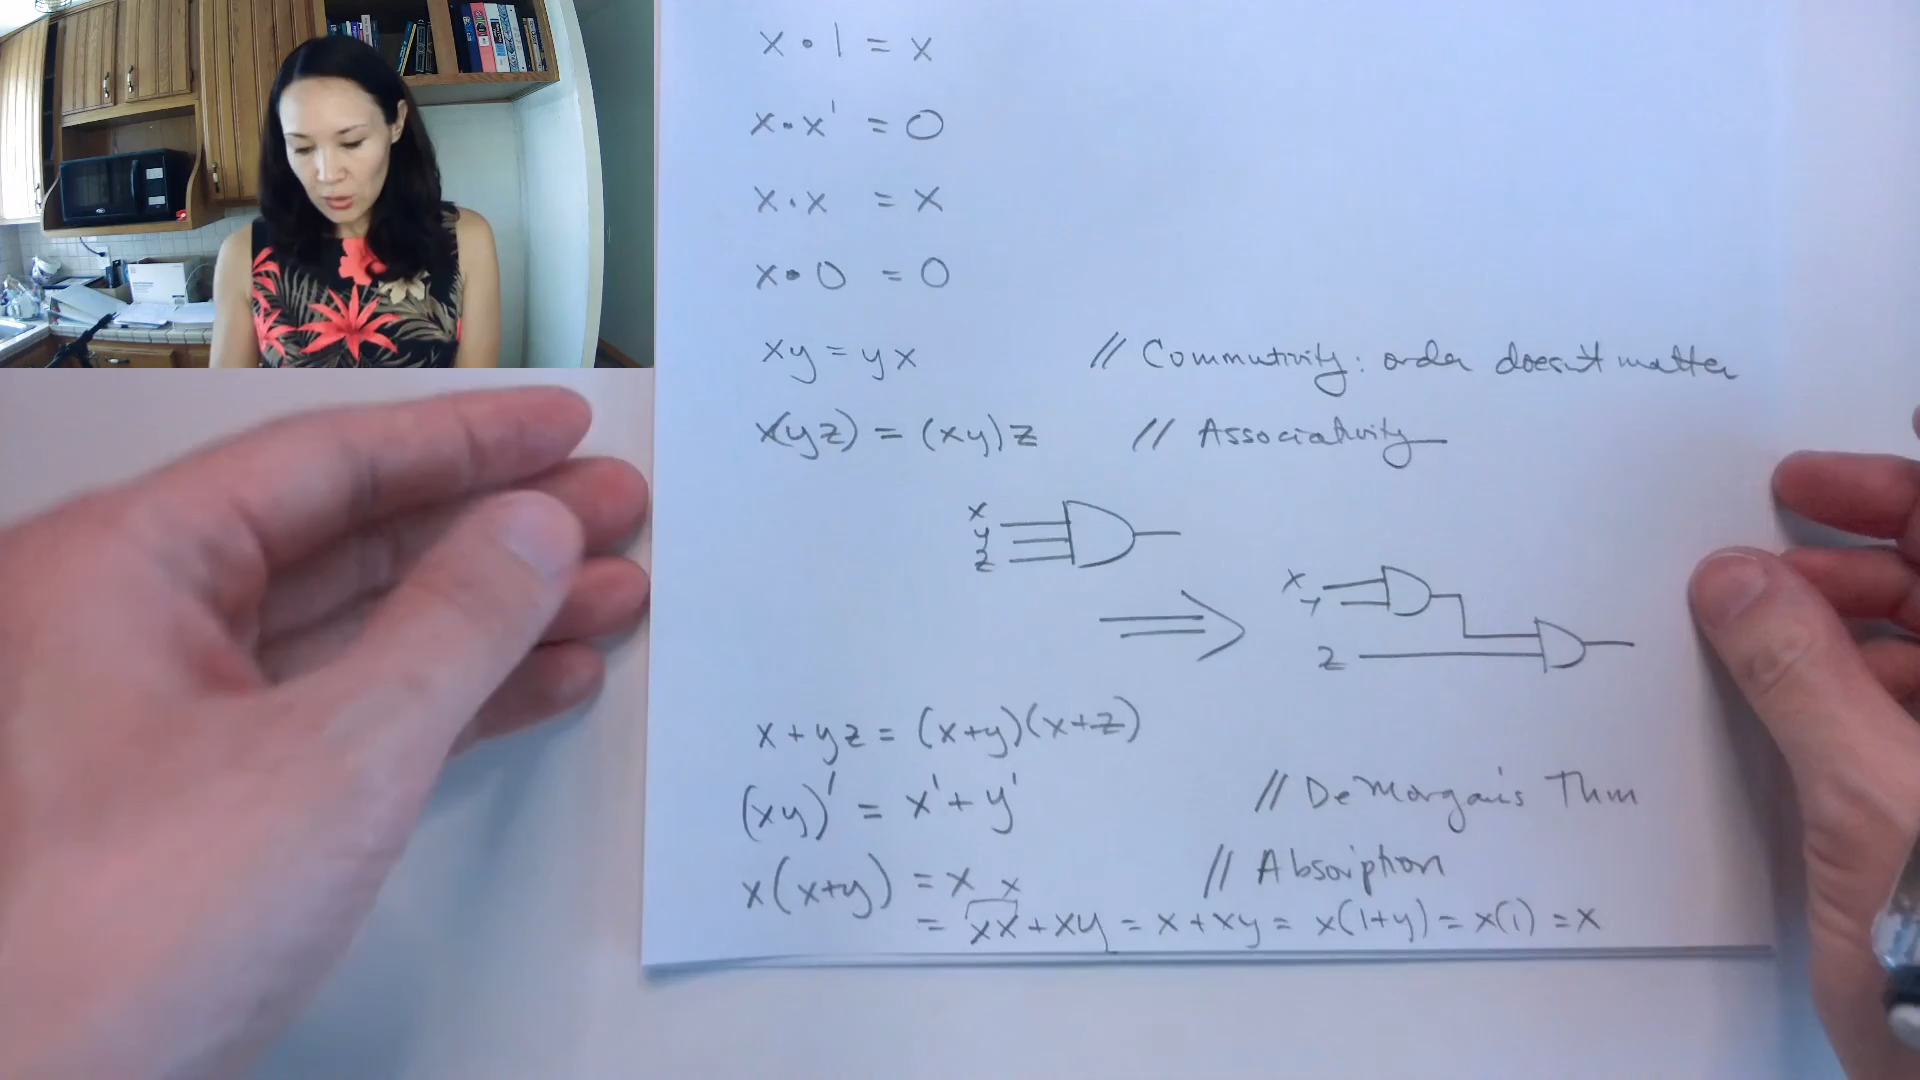 x • 1 = x
x • x' = 0
x • x = x
x • 0 = 0
xy = yx // Commutivity: order doesn't matter
x(yz) = (xy)z // Associativity
x
y
z
x
y
z
x + yz = (x+y)(x+z)
(xy)' = x' + y' // DeMorgan's Thm
x(x+y) = x // Absorption
x
= xx + xy = x + xy = x(1+y) = x(1) = x